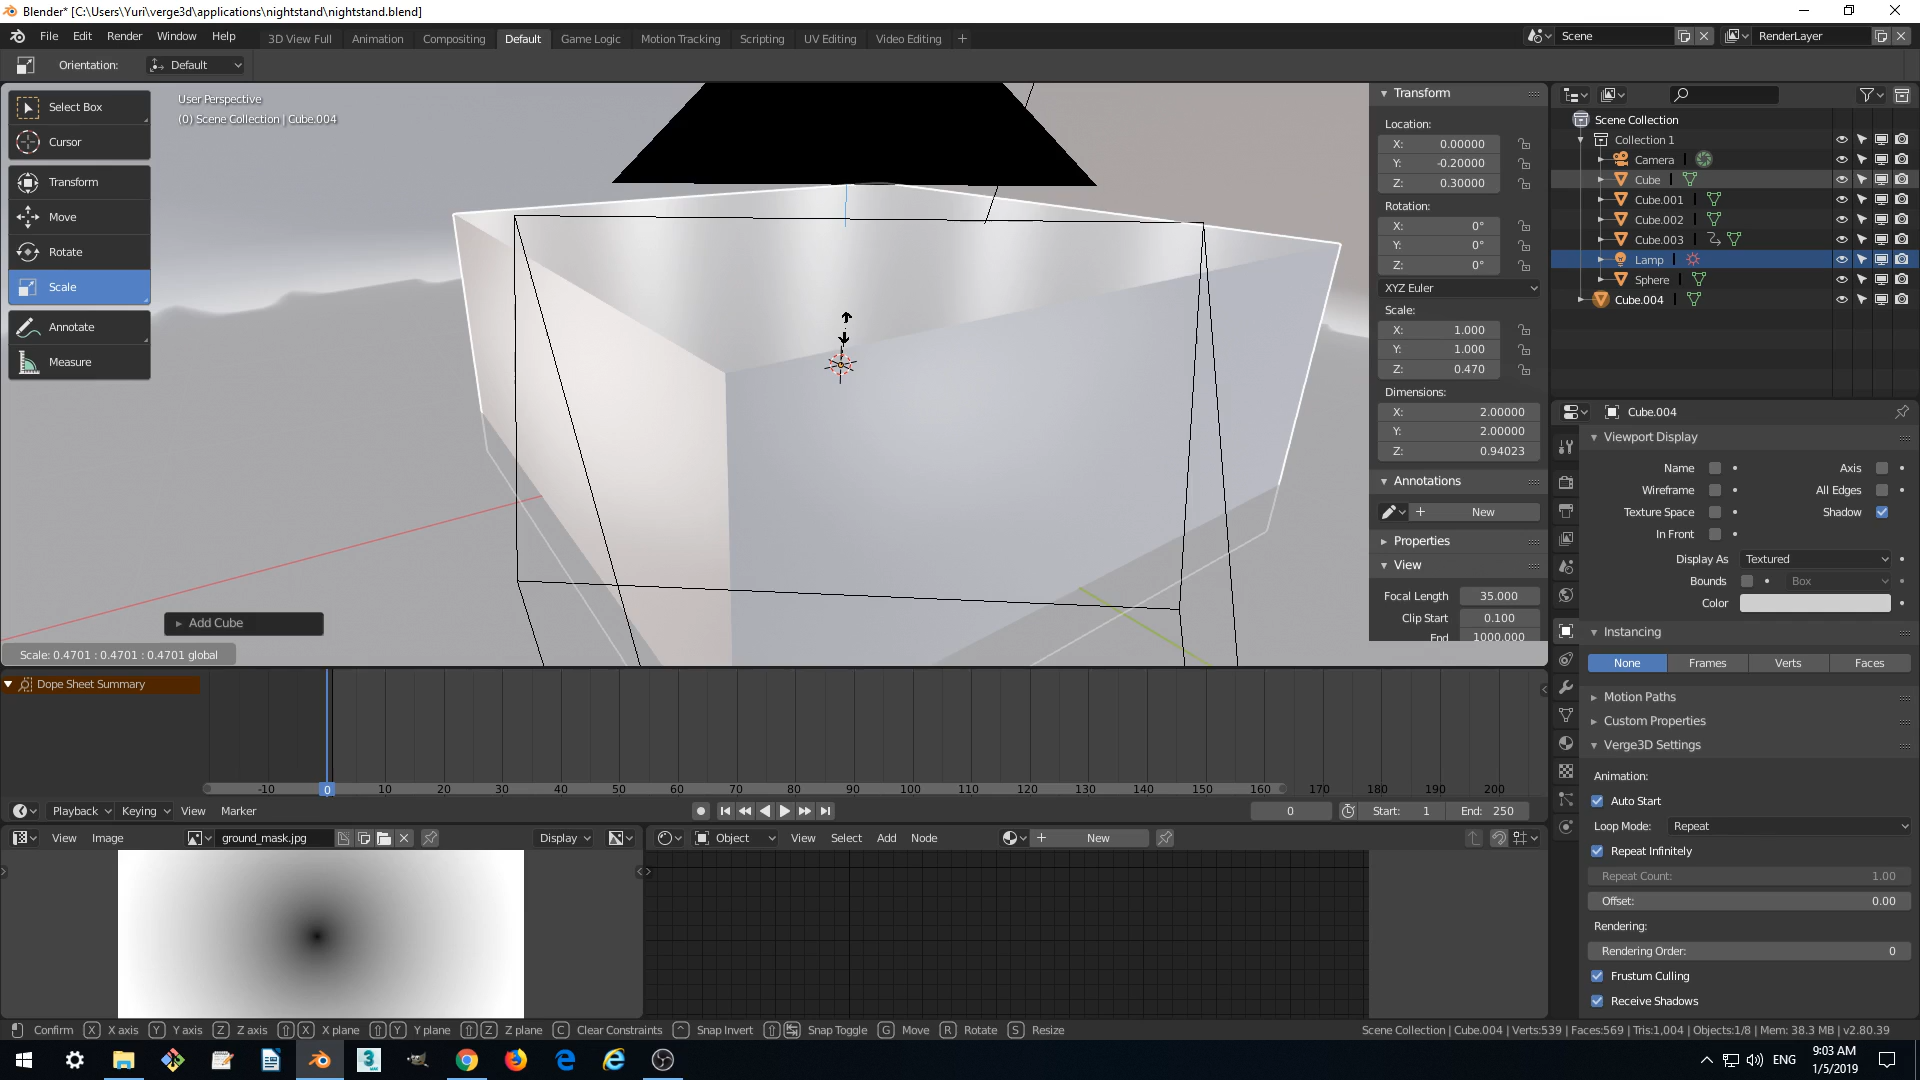 Blender* [C:\Users\Yuri\verge3d\applications\nightstand\nightstand.blend]
File Edit Render Window Help 3D View Full Animation Compositing Default Game Logic Motion Tracking Scripting UV Editing Video Editing + Scene RenderLayer
Orientation: Default
Select Box
Cursor
Transform
Move
Rotate
Scale
Annotate
Measure
User Perspective
(0) Scene Collection | Cube.004
Add Cube
Scale: 0.4701 : 0.4701 : 0.4701 global
Transform
Location:
X: 0.00000
Y: -0.20000
Z: 0.30000
Rotation:
X: 0°
Y: 0°
Z: 0°
XYZ Euler
Scale:
X: 1.000
Y: 1.000
Z: 0.470
Dimensions:
X: 2.00000
Y: 2.00000
Z: 0.94023
Annotations
+ New
Properties
View
Focal Length 35.000
Clip Start 0.100
End 1000.000
Scene Collection
Collection 1
Camera
Cube
Cube.001
Cube.002
Cube.003
Lamp
Sphere
Cube.004
Cube.004
Viewport Display
Name Axis
Wireframe All Edges
Texture Space Shadow
In Front
Display As Textured
Bounds Box
Color
Instancing
None Frames Verts Faces
Motion Paths
Custom Properties
Verge3D Settings
Animation:
Auto Start
Loop Mode: Repeat
Repeat Infinitely
Repeat Count: 1.00
Offset: 0.00
Rendering:
Rendering Order: 0
Frustum Culling
Receive Shadows
Dope Sheet Summary
-10 0 10 20 30 40 50 60 70 80 90 100 110 120 130 140 150 160 170 180 190 200
Playback Keying View Marker 0 Start: 1 End: 250
View Image ground_mask.jpg Display
Object View Select Add Node + New
Confirm X X axis Y Y axis Z Z axis X X plane Y Y plane Z Z plane C Clear Constraints ^ Snap Invert Snap Toggle G Move R Rotate S Resize
Scene Collection | Cube.004 | Verts:539 | Faces:569 | Tris:1,004 | Objects:1/8 | Mem: 38.3 MB | v2.80.39
ENG
9:03 AM
1/5/2019